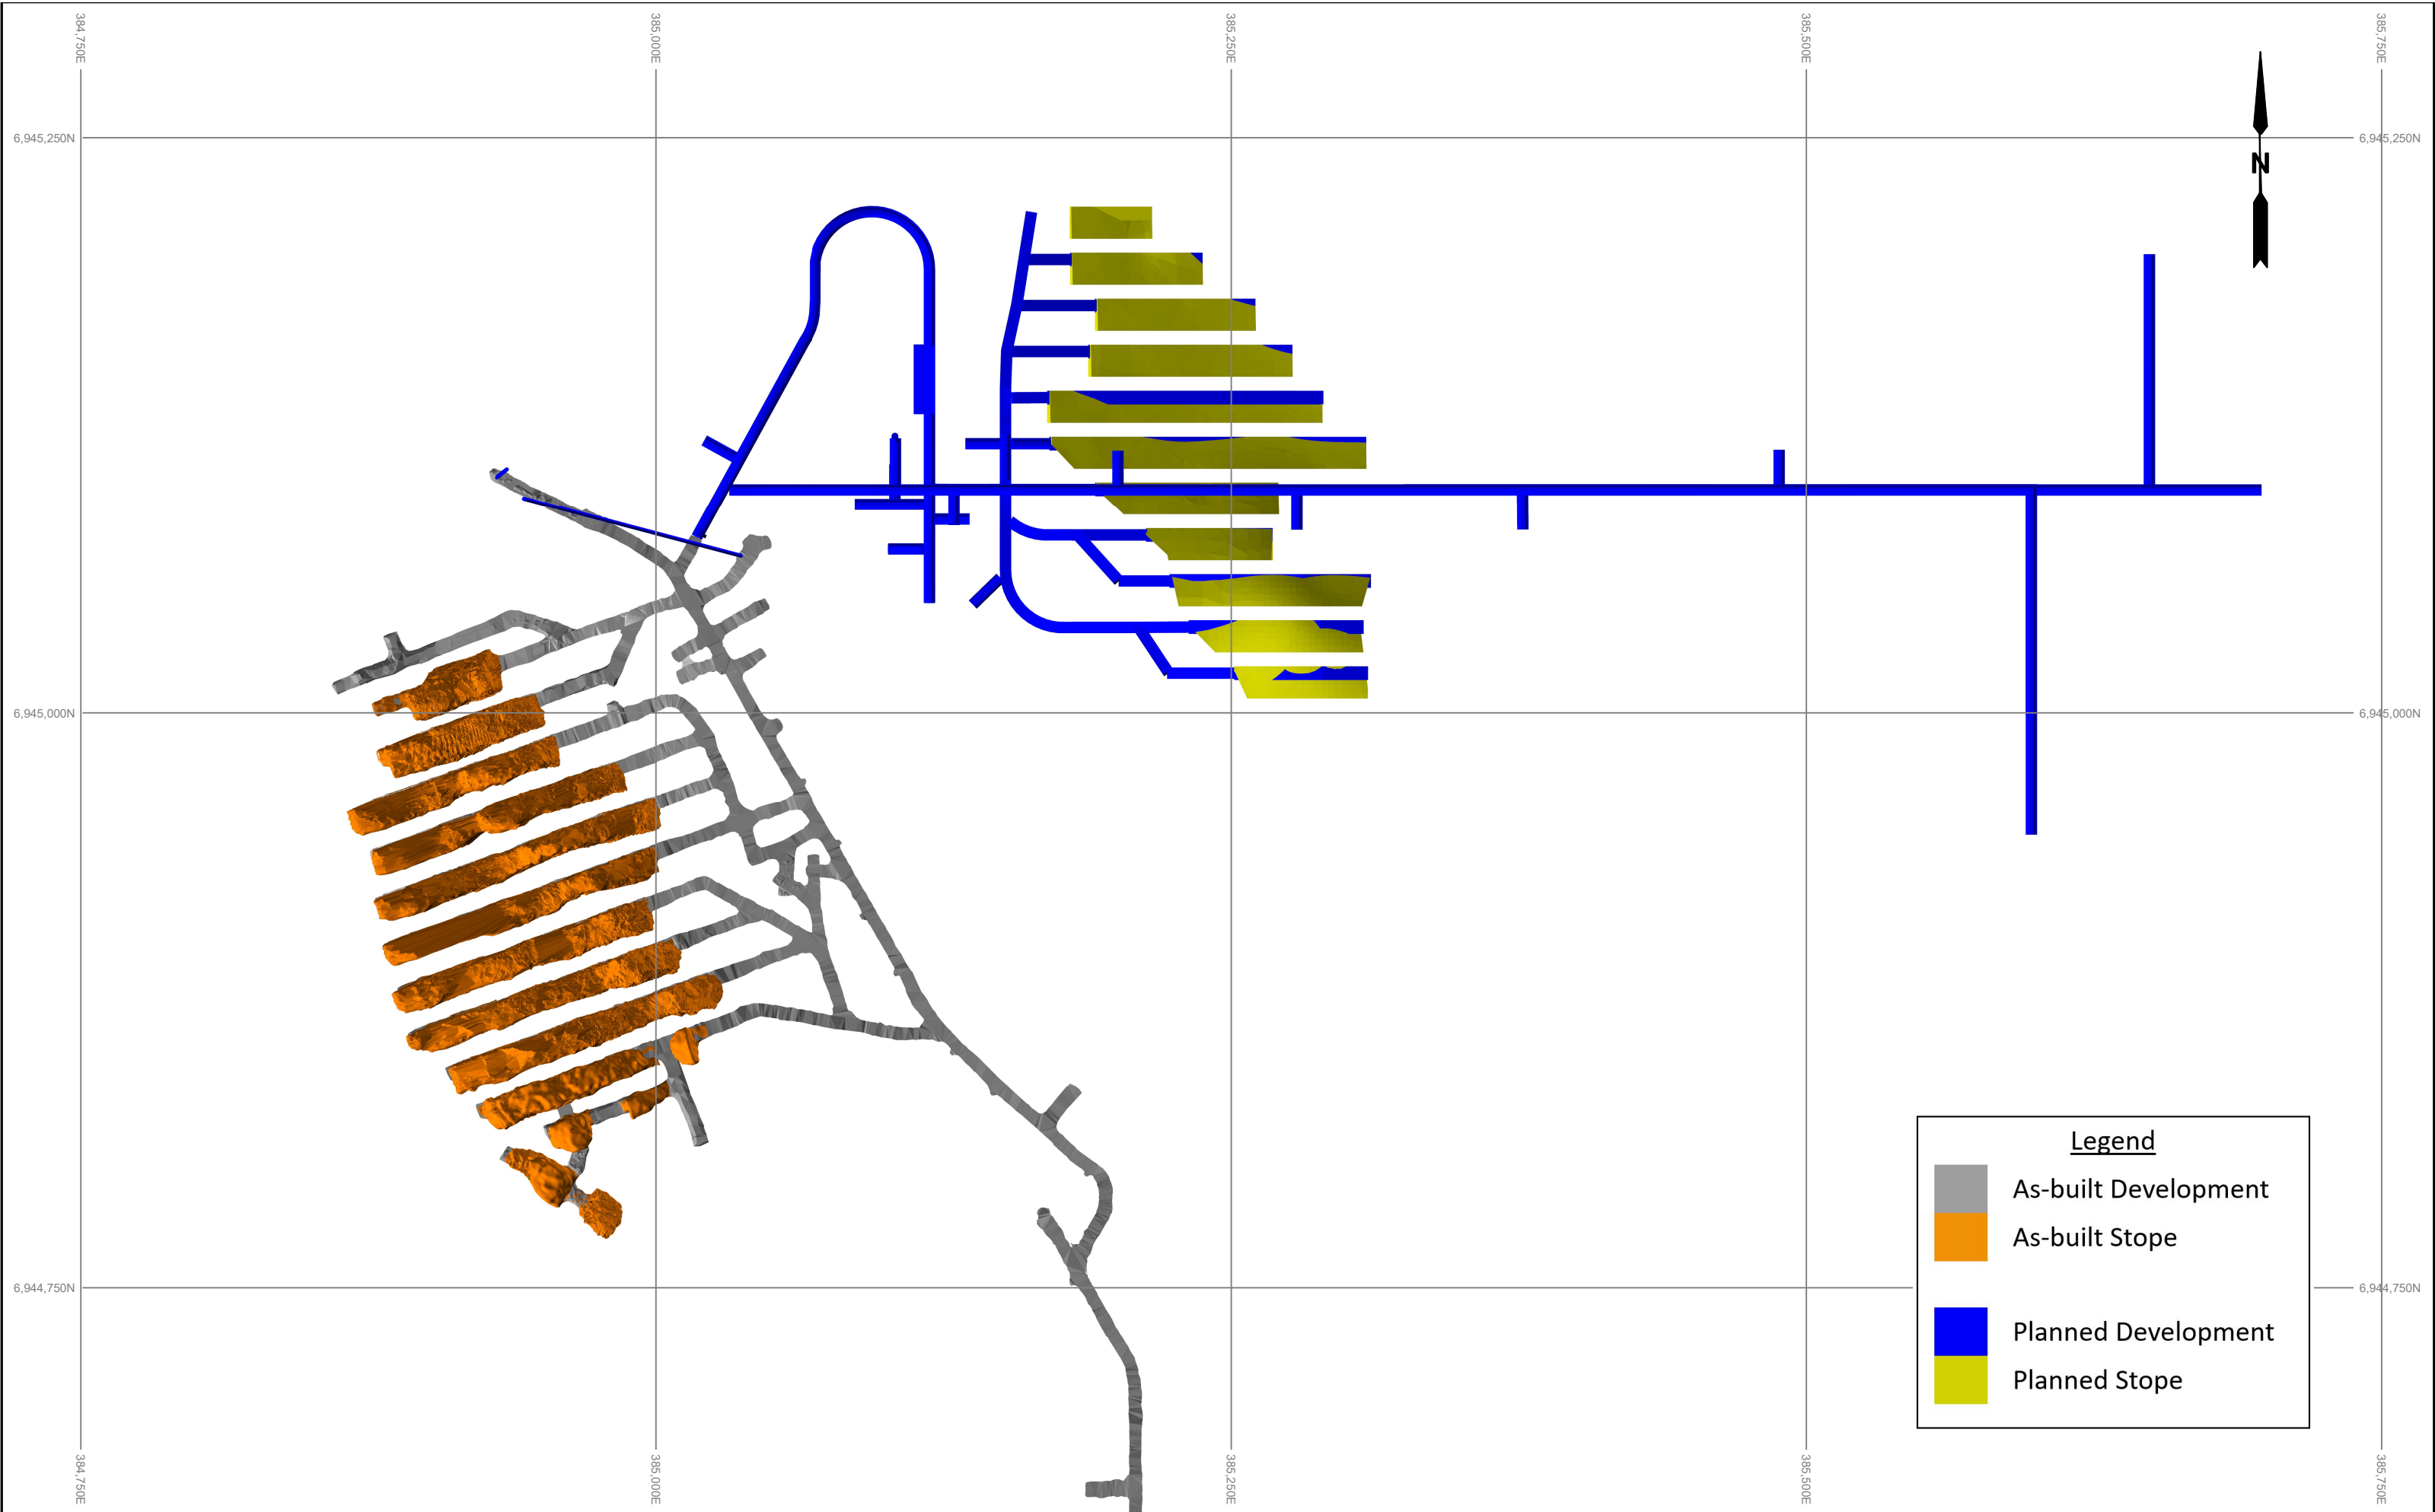 384,750E
385,000E
385,250E
385,500E
385,750E
6,945,250N
6,945,250N
N
6,945,000N
6,945,000N
6,944,750N
6,944,750N
Legend
As-built Development
As-built Stope
Planned Development
Planned Stope
384,750E
385,000E
385,250E
385,500E
385,750E